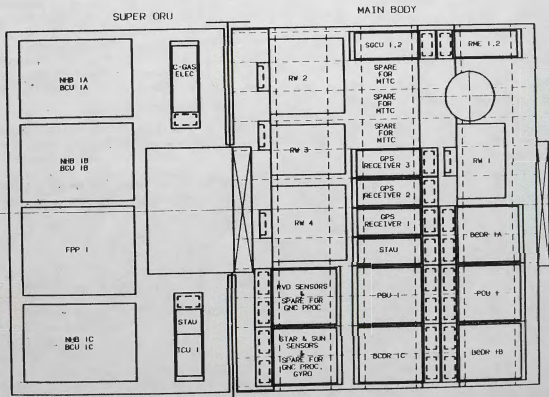 SUPER ORU
MAIN BODY
NHB 1A
BCU 1A
C-GAS
ELEC
NHB 1B
BCU 1B
FPP 1
STAU
TCU 1
NHB 1C
BCU 1C
RW 2
RW 3
RW 4
RVD SENSORS
&
SPARE FOR
GNC PROC
STAR & SUN
SENSORS
&
SPARE FOR
GNC PROC,
GYRO
SGCU 1,2
SPARE
FOR
MTTC
SPARE
FOR
MTTC
SPARE
FOR
MTTC
GPS
RECEIVER 3
GPS
RECEIVER 2
GPS
RECEIVER 1
STAU
PDU 1
BCDR 1C
RME 1,2
RW 1
BCDR 1A
PCU 1
BCDR 1B